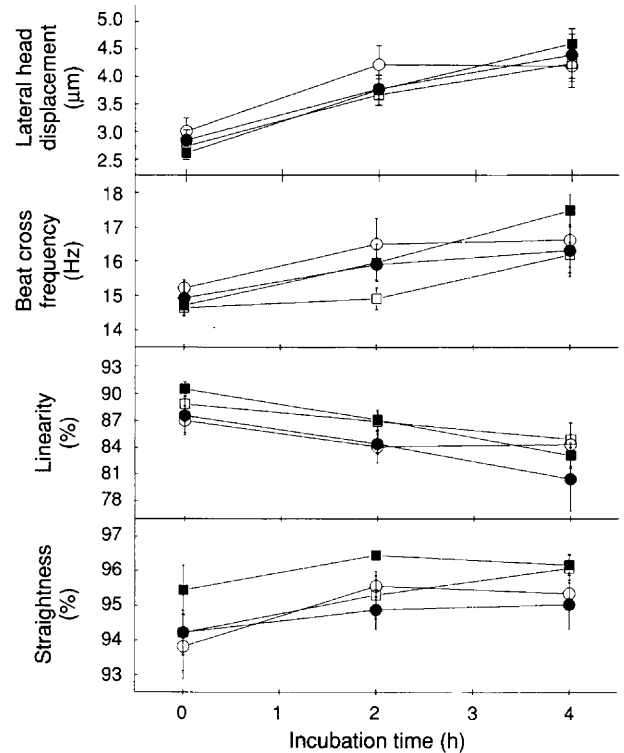 Lateral head
displacement
(μm)
5.0
4.5
4.0
3.5
3.0
2.5
Beat cross
frequency
(Hz)
18
17
16
15
14
Linearity
(%)
93
90
87
84
81
78
Straightness
(%)
97
96
95
94
93
0 1 2 3 4
Incubation time (h)